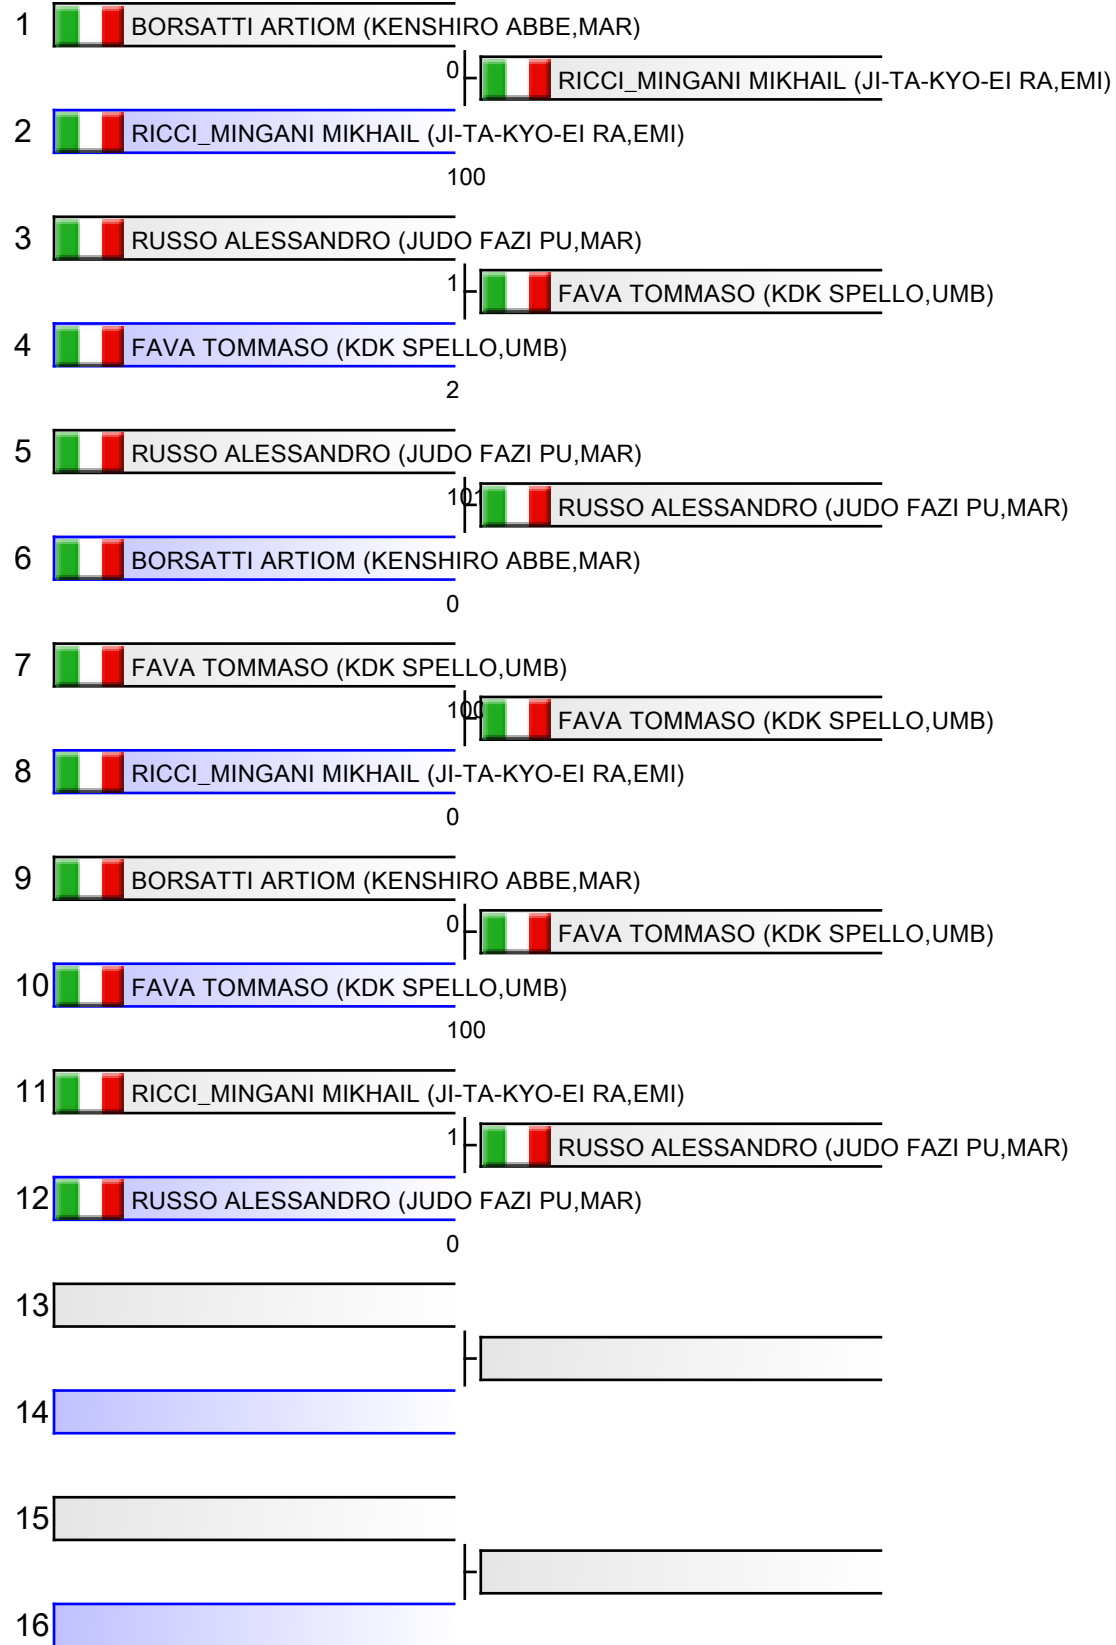 1 BORSATTI ARTIOM (KENSHIRO ABBE,MAR)
0 RICCI_MINGANI MIKHAIL (JI-TA-KYO-EI RA,EMI)
2 RICCI_MINGANI MIKHAIL (JI-TA-KYO-EI RA,EMI)
100
3 RUSSO ALESSANDRO (JUDO FAZI PU,MAR)
1 FAVA TOMMASO (KDK SPELLO,UMB)
4 FAVA TOMMASO (KDK SPELLO,UMB)
2
5 RUSSO ALESSANDRO (JUDO FAZI PU,MAR)
101 RUSSO ALESSANDRO (JUDO FAZI PU,MAR)
6 BORSATTI ARTIOM (KENSHIRO ABBE,MAR)
0
7 FAVA TOMMASO (KDK SPELLO,UMB)
100 FAVA TOMMASO (KDK SPELLO,UMB)
8 RICCI_MINGANI MIKHAIL (JI-TA-KYO-EI RA,EMI)
0
9 BORSATTI ARTIOM (KENSHIRO ABBE,MAR)
0 FAVA TOMMASO (KDK SPELLO,UMB)
10 FAVA TOMMASO (KDK SPELLO,UMB)
100
11 RICCI_MINGANI MIKHAIL (JI-TA-KYO-EI RA,EMI)
1 RUSSO ALESSANDRO (JUDO FAZI PU,MAR)
12 RUSSO ALESSANDRO (JUDO FAZI PU,MAR)
0
13
14
15
16